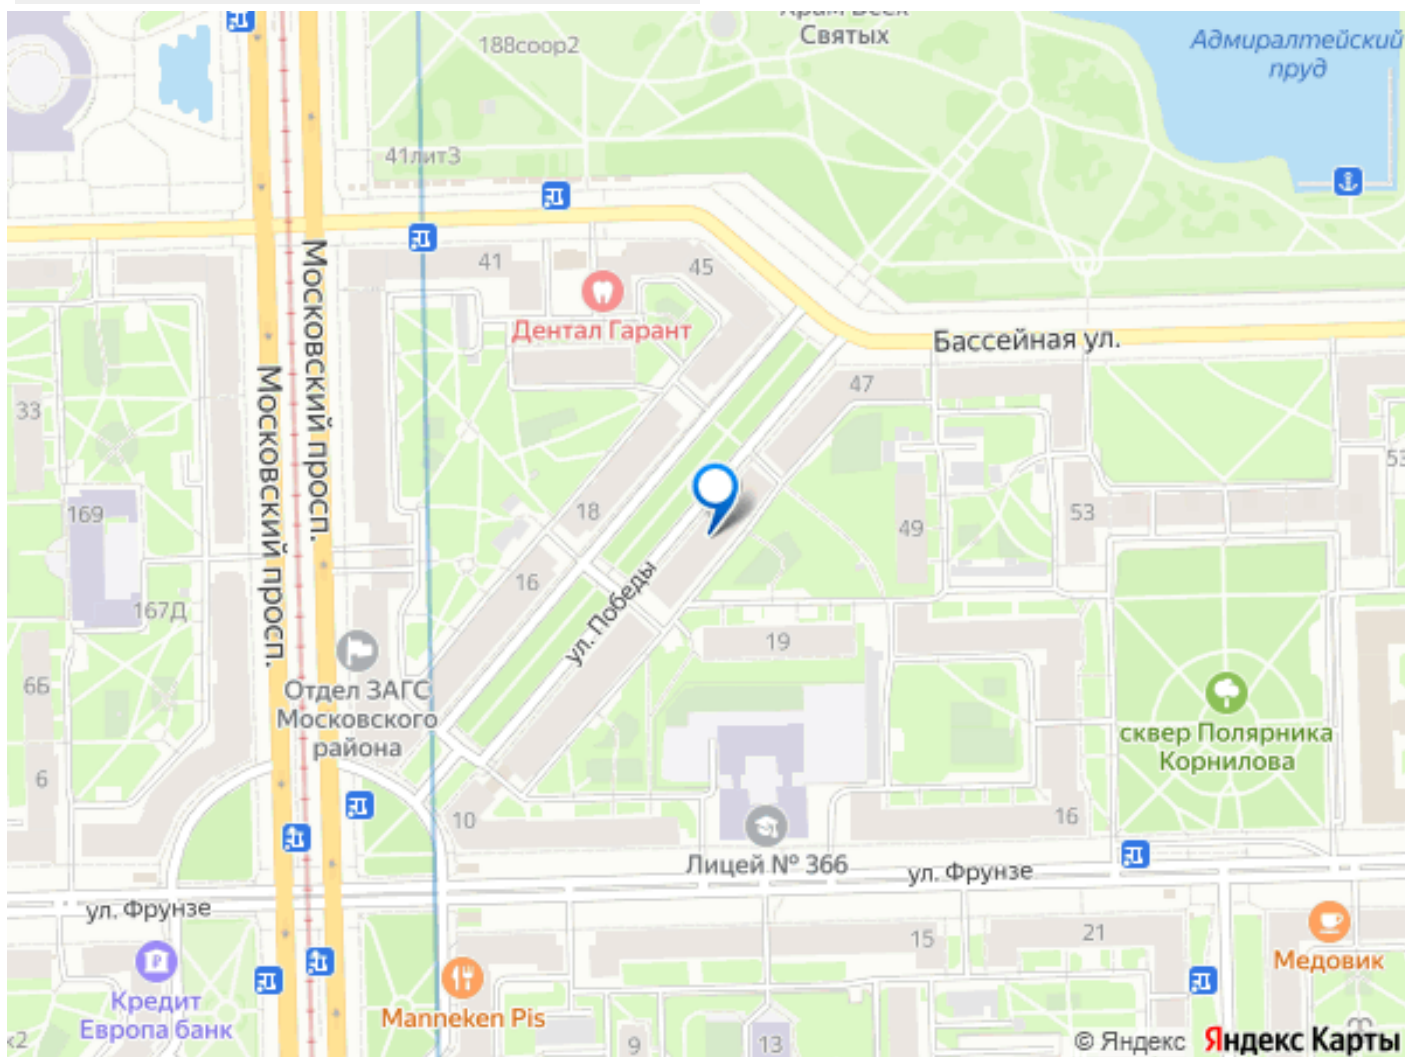 Святых
188соор2
Адмиралтейский
пруд
41лит3
41
45
Дентал Гарант
Московский просп.
Московский просп.
Бассейная ул.
47
33
53
169
18
49
53
16
167Д
ул. Победы
19
6Б
Отдел ЗАГС
Московского
района
сквер Полярника
Корнилова
6
10
16
Лицей № 366
ул. Фрунзе
ул. Фрунзе
15
21
Медовик
Кредит
Европа банк
Manneken Pis
к2
9
13
© Яндекс Яндекс Карты